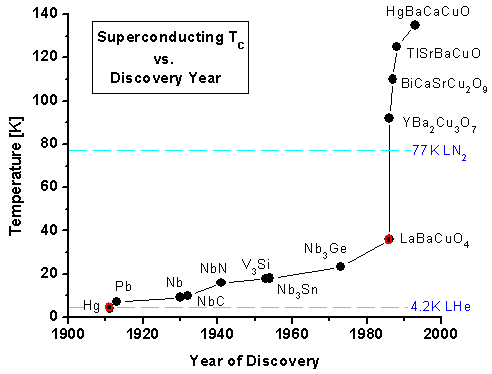 HgBaCaCuO
140
Superconducting T_C
vs.
Discovery Year
TlSrBaCuO
120
BiCaSrCu₂O₉
100
YBa₂Cu₃O₇
80
77K LN₂
Temperature [K]
60
40
LaBaCuO₄
Nb₃Ge
V₃Si
NbN
20
Nb
Nb₃Sn
Pb
NbC
Hg
4.2K LHe
0
1900
1920
1940
1960
1980
2000
Year of Discovery